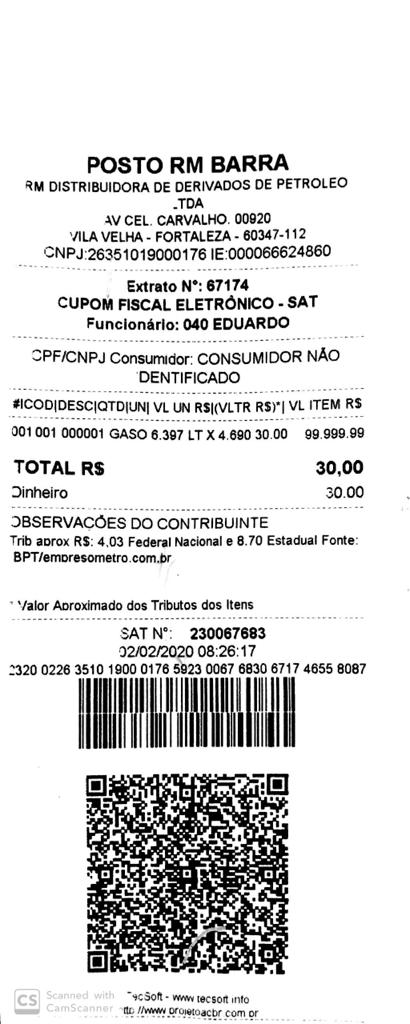 POSTO RM BARRA
RM DISTRIBUIDORA DE DERIVADOS DE PETROLEO
LTDA
AV CEL. CARVALHO. 00920
VILA VELHA - FORTALEZA - 60347-112
CNPJ:26351019000176 IE:000066624860
Extrato N°: 67174
CUPOM FISCAL ELETRÔNICO - SAT
Funcionário: 040 EDUARDO
CPF/CNPJ Consumidor: CONSUMIDOR NÃO
IDENTIFICADO
#|COD|DESC|QTD|UN| VL UN R$|(VLTR R$)*| VL ITEM R$
001 001 000001 GASO 6.397 LT X 4.690 30.00 99.999.99
TOTAL R$ 30,00
Dinheiro 30.00
OBSERVAÇÕES DO CONTRIBUINTE
Trib aprox R$: 4,03 Federal Nacional e 8.70 Estadual Fonte:
IBPT/empresometro.com.br
* Valor Aproximado dos Tributos dos Itens
SAT N°: 230067683
02/02/2020 08:26:17
2320 0226 3510 1900 0176 5923 0067 6830 6717 4655 8087
TecSoft - www tecsoft info
http://www projetoacbr com br
CS Scanned with
CamScanner